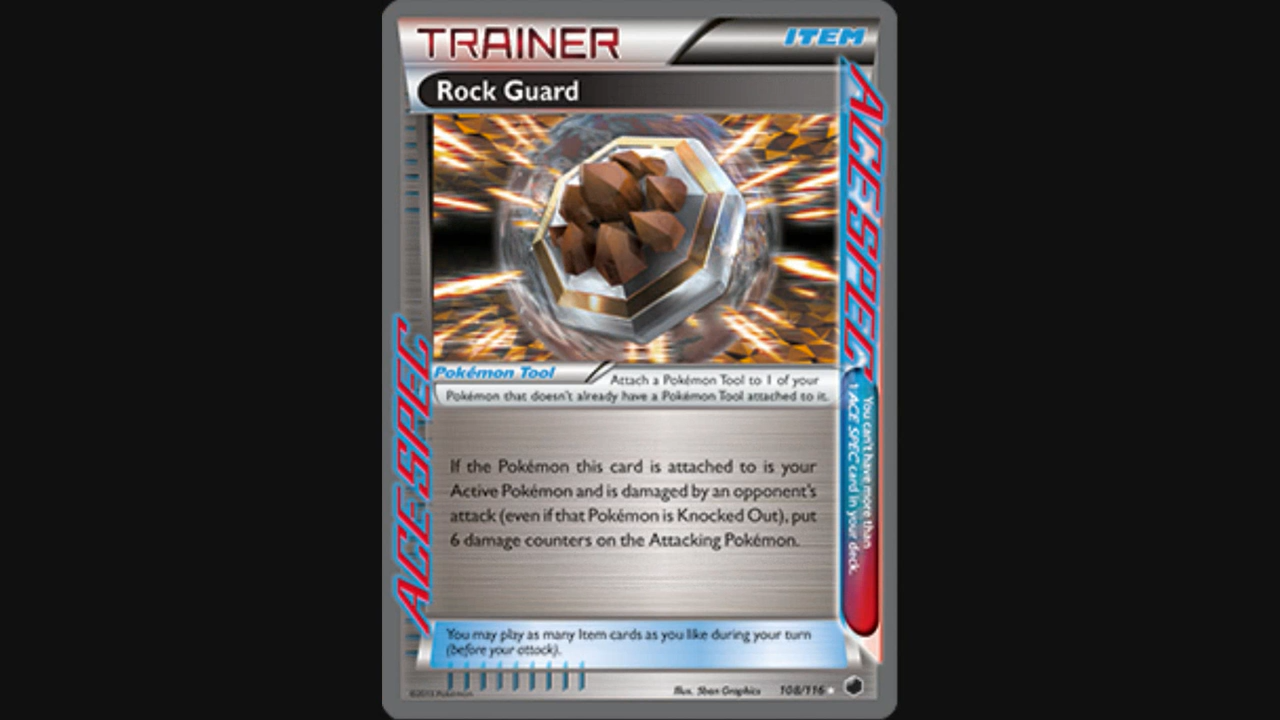 TRAINER
ITEM
Rock Guard
ACE SPEC
Pokémon Tool
Attach a Pokémon Tool to 1 of your
Pokémon that doesn't already have a Pokémon Tool attached to it.
If the Pokémon this card is attached to is your
Active Pokémon and is damaged by an opponent's
attack (even if that Pokémon is Knocked Out), put
6 damage counters on the Attacking Pokémon.
ACE SPEC
You can't have more than
1 ACE SPEC card in your deck.
You may play as many Item cards as you like during your turn
(before your attack).
©2013 Pokémon
Illus. 5ban Graphics
108/116